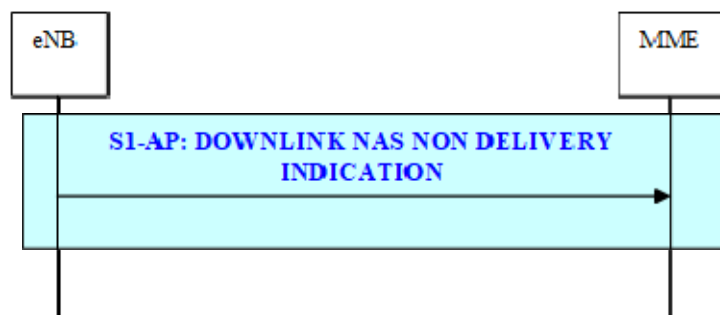 eNB
MME
S1-AP: DOWNLINK NAS NON DELIVERY
INDICATION